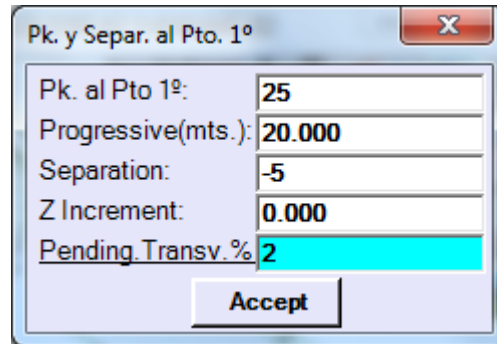 Pk. y Separ. al Pto. 1º
Pk. al Pto 1º: 25
Progressive(mts.): 20.000
Separation: -5
Z Increment: 0.000
Pending.Transv.% 2
Accept